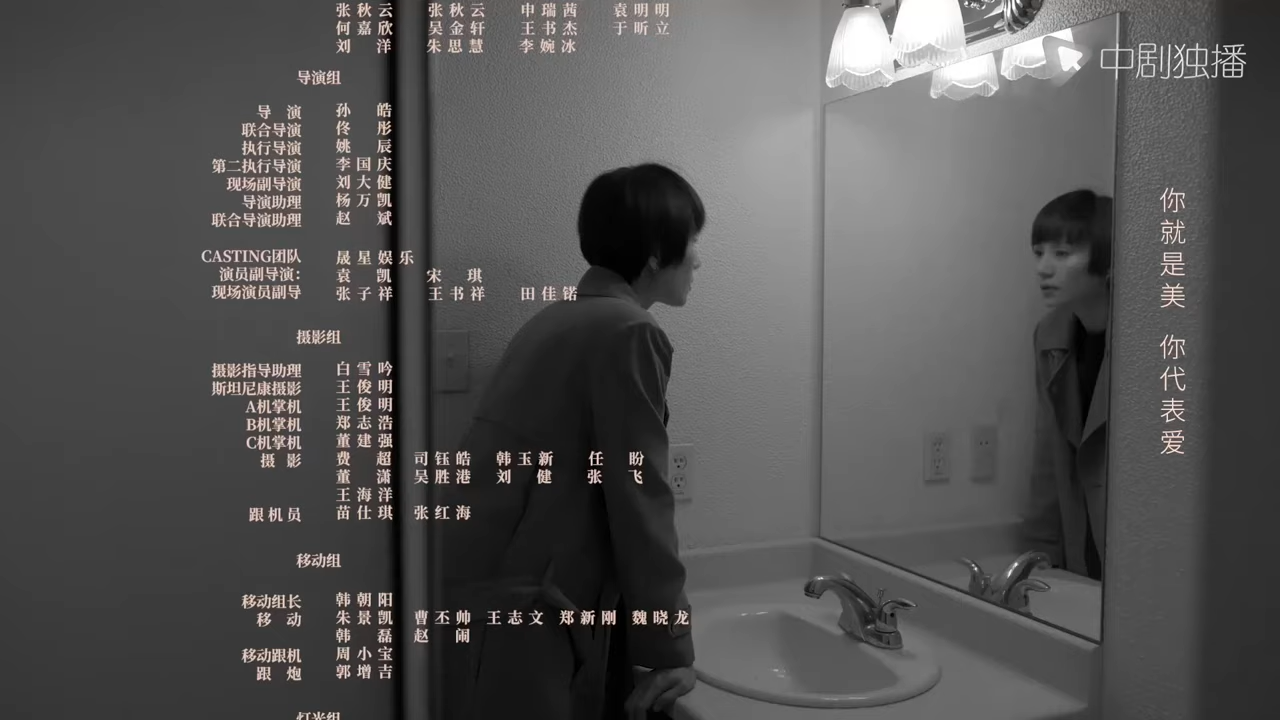 张秋云 张秋云 申瑞茜 袁明明
何嘉欣 吴金轩 王书杰 于昕立
刘洋 朱思慧 李婉冰
导演组
导演 孙皓
联合导演 佟彤
执行导演 姚辰
第二执行导演 李国庆
现场副导演 刘大健
导演助理 杨万凯
联合导演助理 赵斌
CASTING团队 晟星娱乐
演员副导演: 袁凯 宋琪
现场演员副导 张子祥 王书祥 田佳锘
摄影组
摄影指导助理 白雪吟
斯坦尼康摄影 王俊明
A机掌机 王俊明
B机掌机 郑志浩
C机掌机 董建强
摄影 费超 司钰皓 韩玉新 任盼
董潇 吴胜港 刘健 张飞
王海洋
跟机员 苗仕琪 张红海
移动组
移动组长 韩朝阳
移动 朱景凯 曹丕帅 王志文 郑新刚 魏晓龙
韩磊 赵闹
移动跟机 周小宝
跟炮 郭增吉
灯光组
中剧独播
你就是美 你代表爱